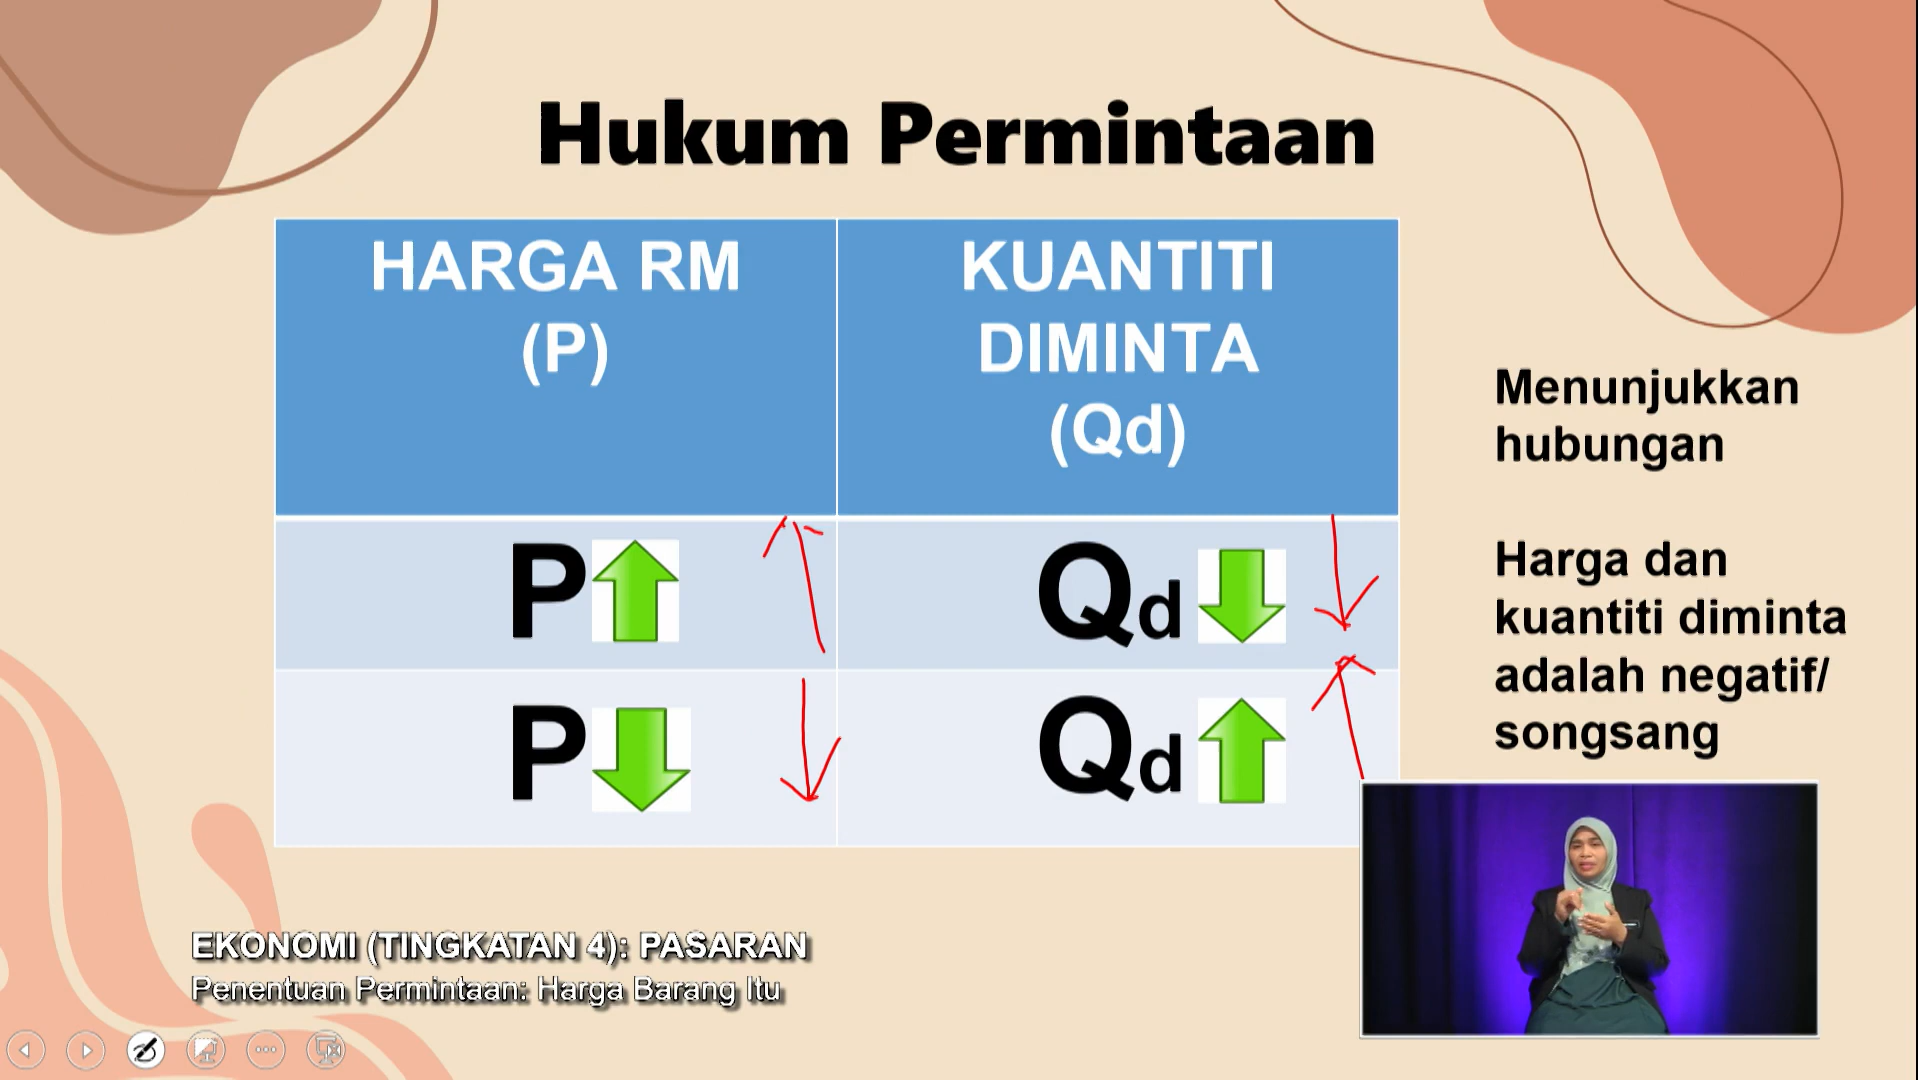 Hukum Permintaan
HARGA RM
(P)
KUANTITI
DIMINTA
(Qd)
P
Qd
P
Qd
Menunjukkan
hubungan
Harga dan
kuantiti diminta
adalah negatif/
songsang
EKONOMI (TINGKATAN 4): PASARAN
Penentuan Permintaan: Harga Barang Itu